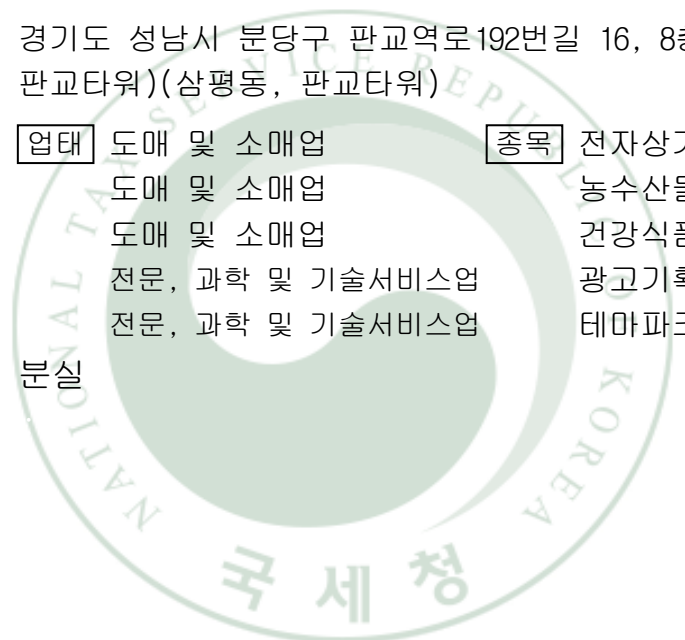 경기도 성남시 분당구 판교역로192번길 16, 8층
판교타워)(삼평동, 판교타워)
업태 도매 및 소매업 종목 전자상
도매 및 소매업 농수산
도매 및 소매업 건강식품
전문, 과학 및 기술서비스업 광고기획
전문, 과학 및 기술서비스업 테마파크
분실
NATIONAL TAX SERVICE REPUBLIC OF KOREA
국세청